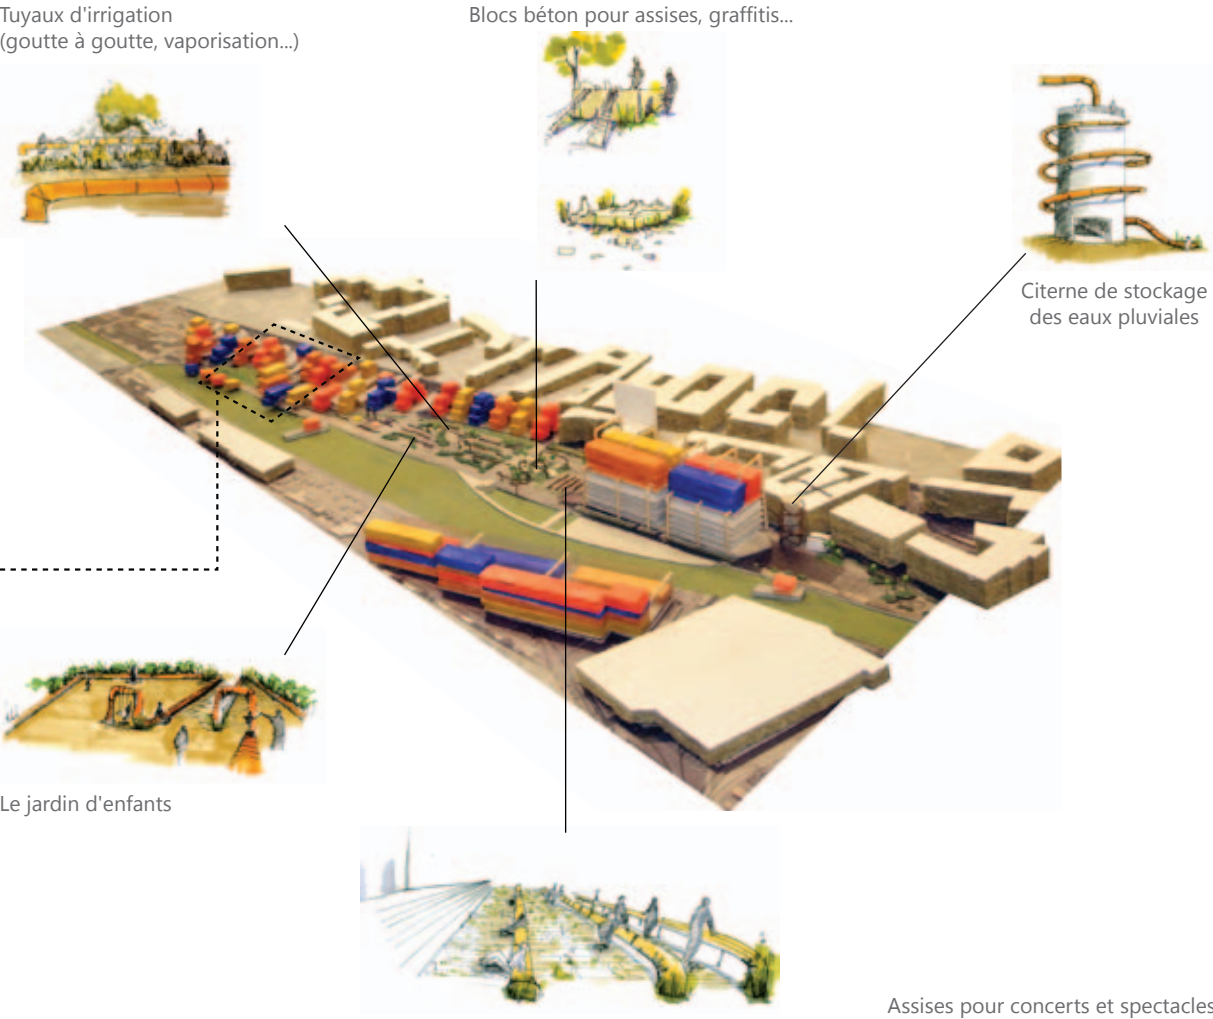 Tuyaux d'irrigation
(goutte à goutte, vaporisation...)
Blocs béton pour assises, graffitis...
Citerne de stockage
des eaux pluviales
Le jardin d'enfants
Assises pour concerts et spectacles